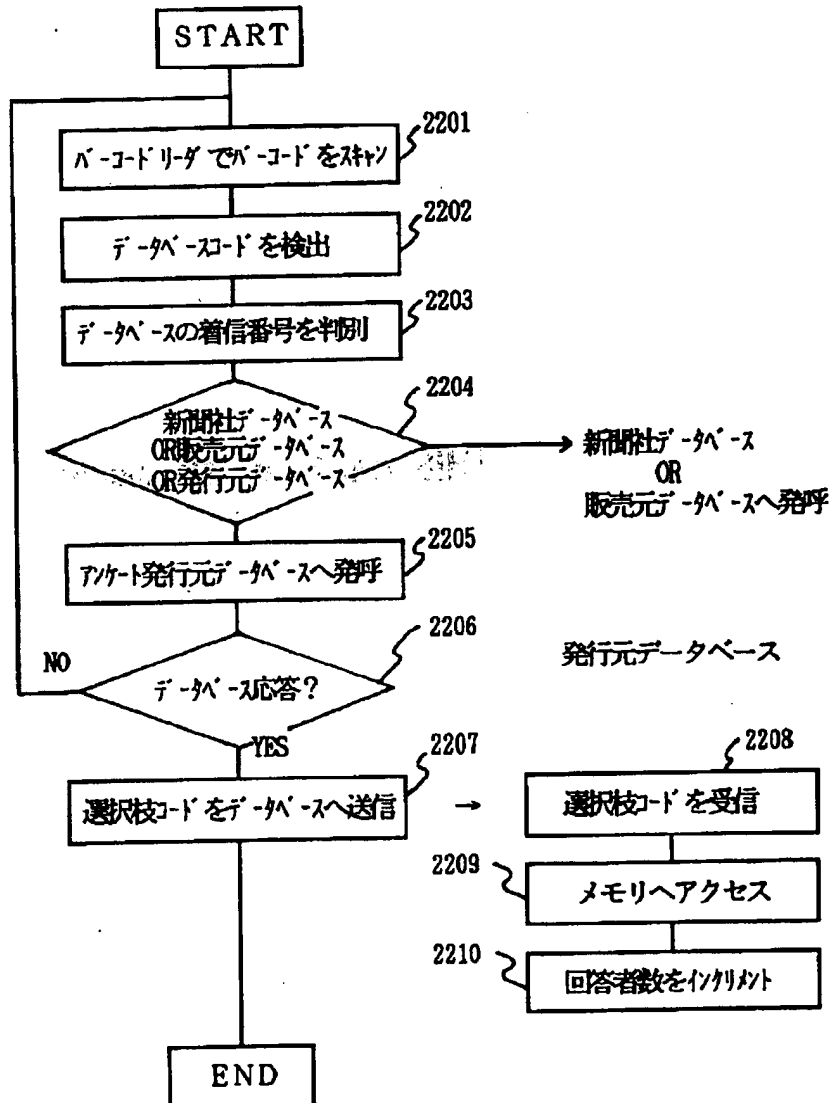 START
2201
バーコードリーダでバーコードをスキャン
2202
データベースコードを検出
2203
データベースの着信番号を判別
2204
新聞社データベース
OR販売元データベース
OR発行元データベース
新聞社データベース
OR
販売元データベースへ発呼
2205
アンケート発行元データベースへ発呼
2206
NO
データベース応答?
YES
発行元データベース
2207
選択枝コードをデータベースへ送信
→
2208
選択枝コードを受信
2209
メモリへアクセス
2210
回答者数をインクリメント
END